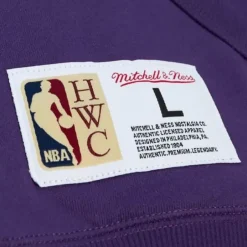 Mitchell & Ness
HWC
NBA
L
MITCHELL & NESS NOSTALGIA CO.
AUTHENTIC LICENSED APPAREL
DESIGNED IN PHILADELPHIA, PA
ESTABLISHED 1904
AUTHENTIC.PREMIUM.LEGENDARY.